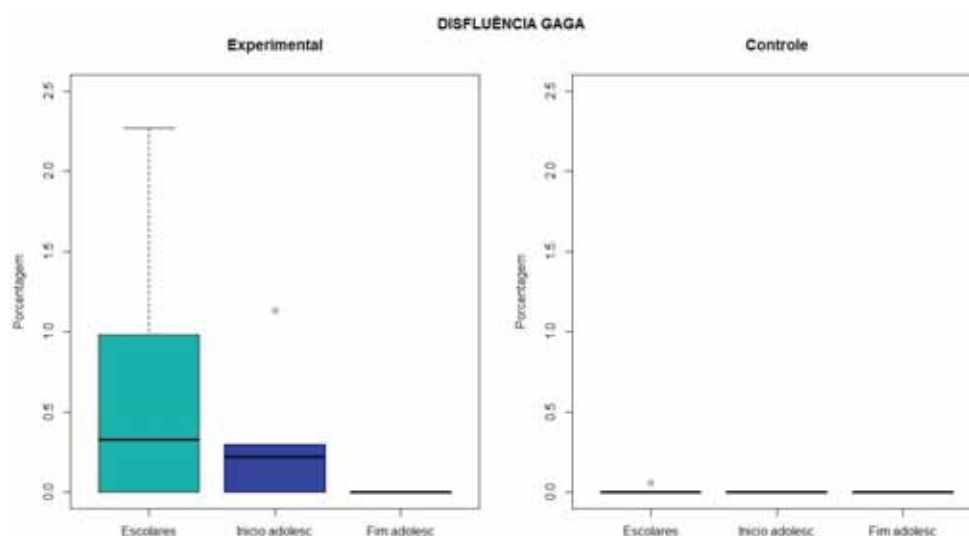 DISFLUÊNCIA GAGA
Experimental
Porcentagem
2.5
2.0
1.5
1.0
0.5
0.0
Escolares Inicio adolesc Fim adolesc
Controle
Porcentagem
2.5
2.0
1.5
1.0
0.5
0.0
Escolares Inicio adolesc Fim adolesc